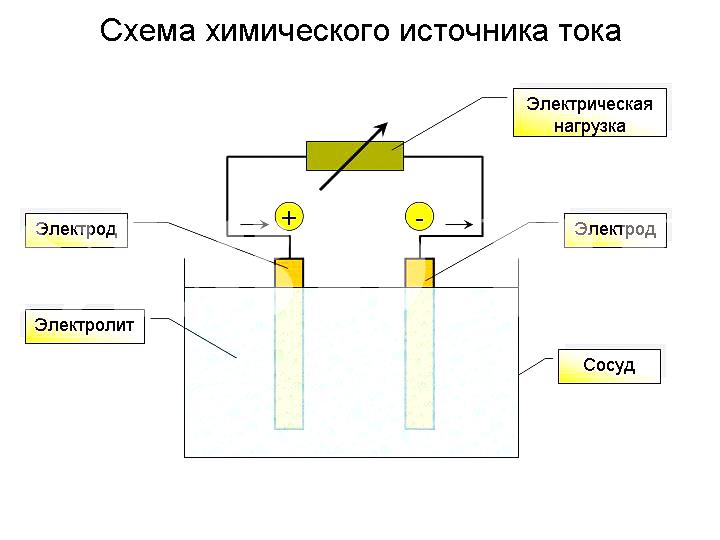 Схема химического источника тока
Электрическая
нагрузка
+
-
Электрод
Электрод
Электролит
Сосуд